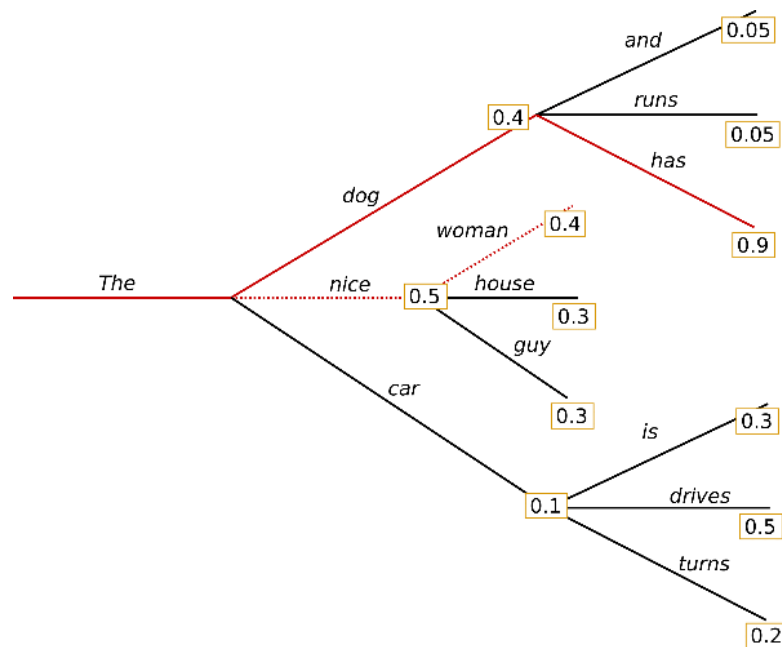 and
0.05
runs
0.05
0.4
has
0.9
dog
woman
0.4
The
nice
0.5
house
0.3
guy
0.3
car
is
0.3
0.1
drives
0.5
turns
0.2